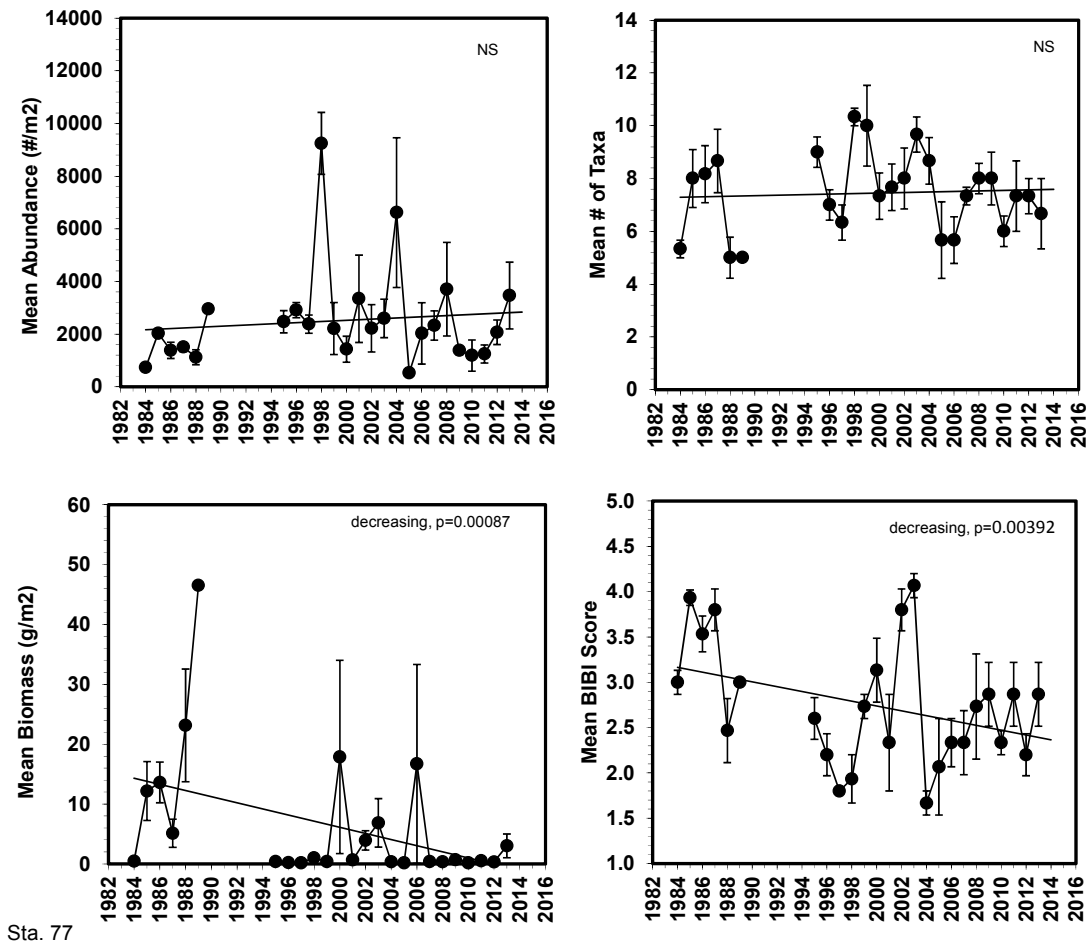 14000
12000
10000
8000
6000
4000
2000
0
Mean Abundance (#/m2)
NS
1982 1984 1986 1988 1990 1992 1994 1996 1998 2000 2002 2004 2006 2008 2010 2012 2014 2016
14
12
10
8
6
4
2
0
Mean # of Taxa
NS
1982 1984 1986 1988 1990 1992 1994 1996 1998 2000 2002 2004 2006 2008 2010 2012 2014 2016
60
50
40
30
20
10
0
Mean Biomass (g/m2)
decreasing, p=0.00087
1982 1984 1986 1988 1990 1992 1994 1996 1998 2000 2002 2004 2006 2008 2010 2012 2014 2016
5.0
4.5
4.0
3.5
3.0
2.5
2.0
1.5
1.0
Mean BIBI Score
decreasing, p=0.00392
1982 1984 1986 1988 1990 1992 1994 1996 1998 2000 2002 2004 2006 2008 2010 2012 2014 2016
Sta. 77